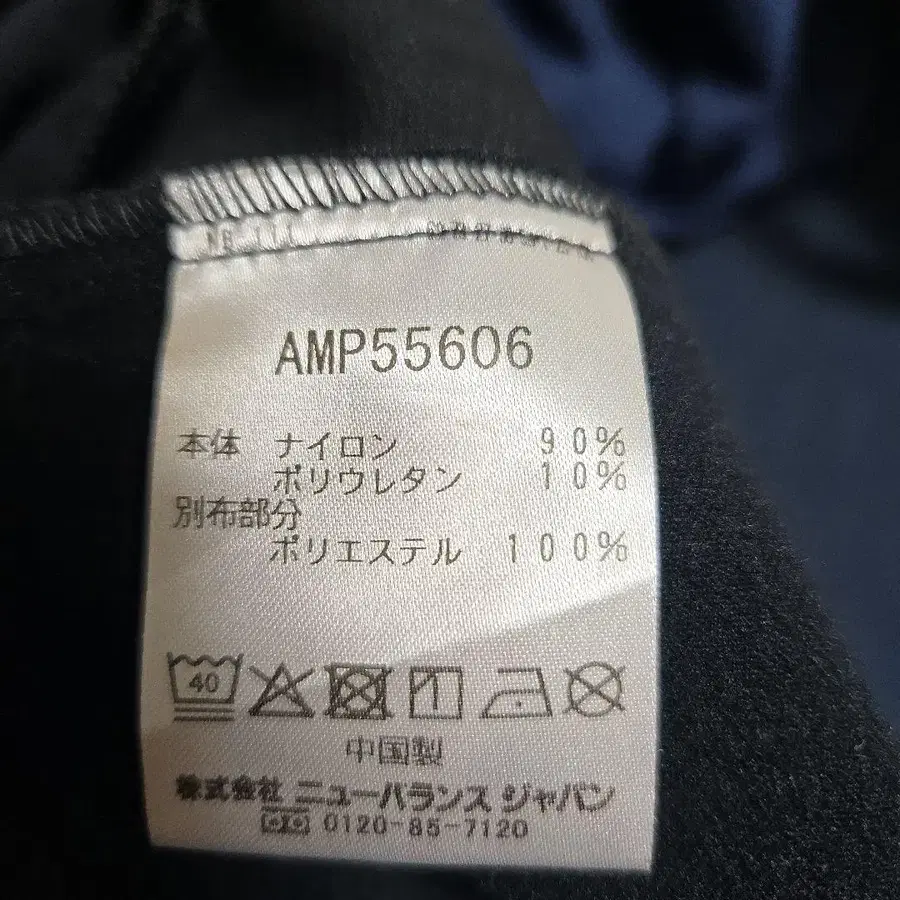 AMP55606
本体 ナイロン 90%
ポリウレタン 10%
別布部分
ポリエステル 100%
40
中国製
株式会社 ニューバランス ジャパン
0120-85-7120